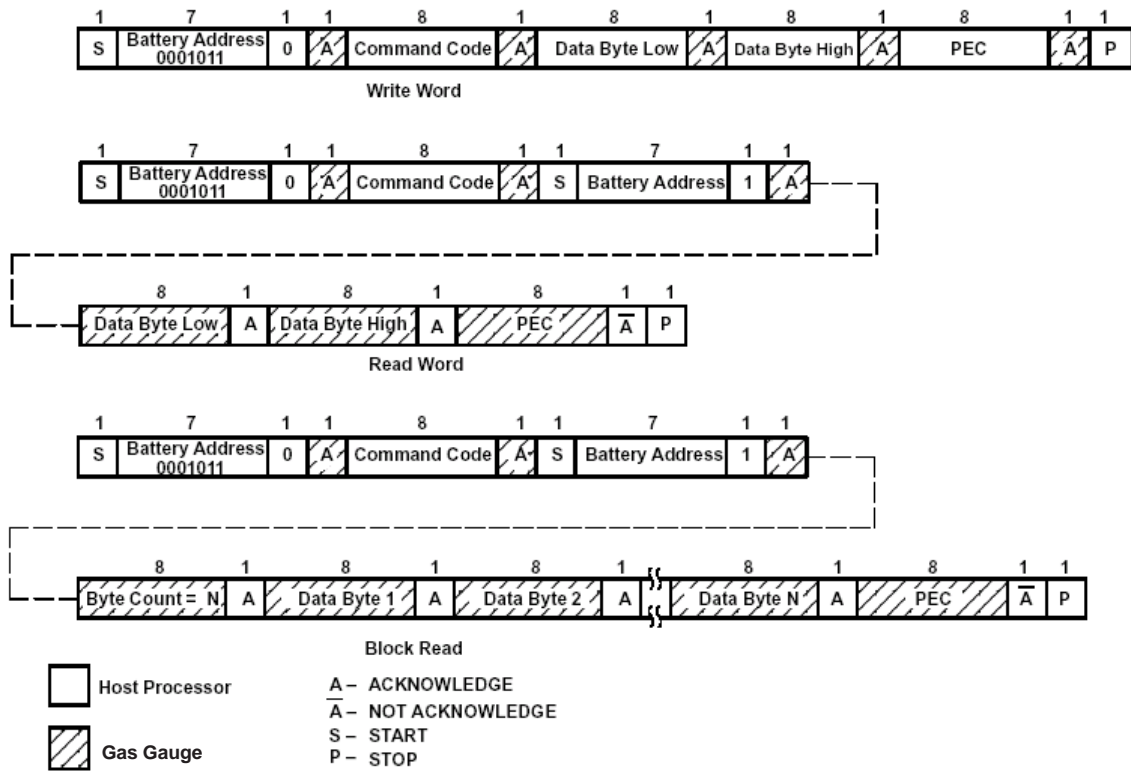 1 7 1 1 8 1 8 1 8 1 8 1 1
S Battery Address 0001011 0 A Command Code A Data Byte Low A Data Byte High A PEC A P
Write Word
1 7 1 1 8 1 1 7 1 1
S Battery Address 0001011 0 A Command Code A S Battery Address 1 A
8 1 8 1 8 1 1
Data Byte Low A Data Byte High A PEC A̅ P
Read Word
1 7 1 1 8 1 1 7 1 1
S Battery Address 0001011 0 A Command Code A S Battery Address 1 A
8 1 8 1 8 1 8 1 8 1 1
Byte Count = N A Data Byte 1 A Data Byte 2 A Data Byte N A PEC A̅ P
Block Read
Host Processor
Gas Gauge
A – ACKNOWLEDGE
A̅ – NOT ACKNOWLEDGE
S – START
P – STOP